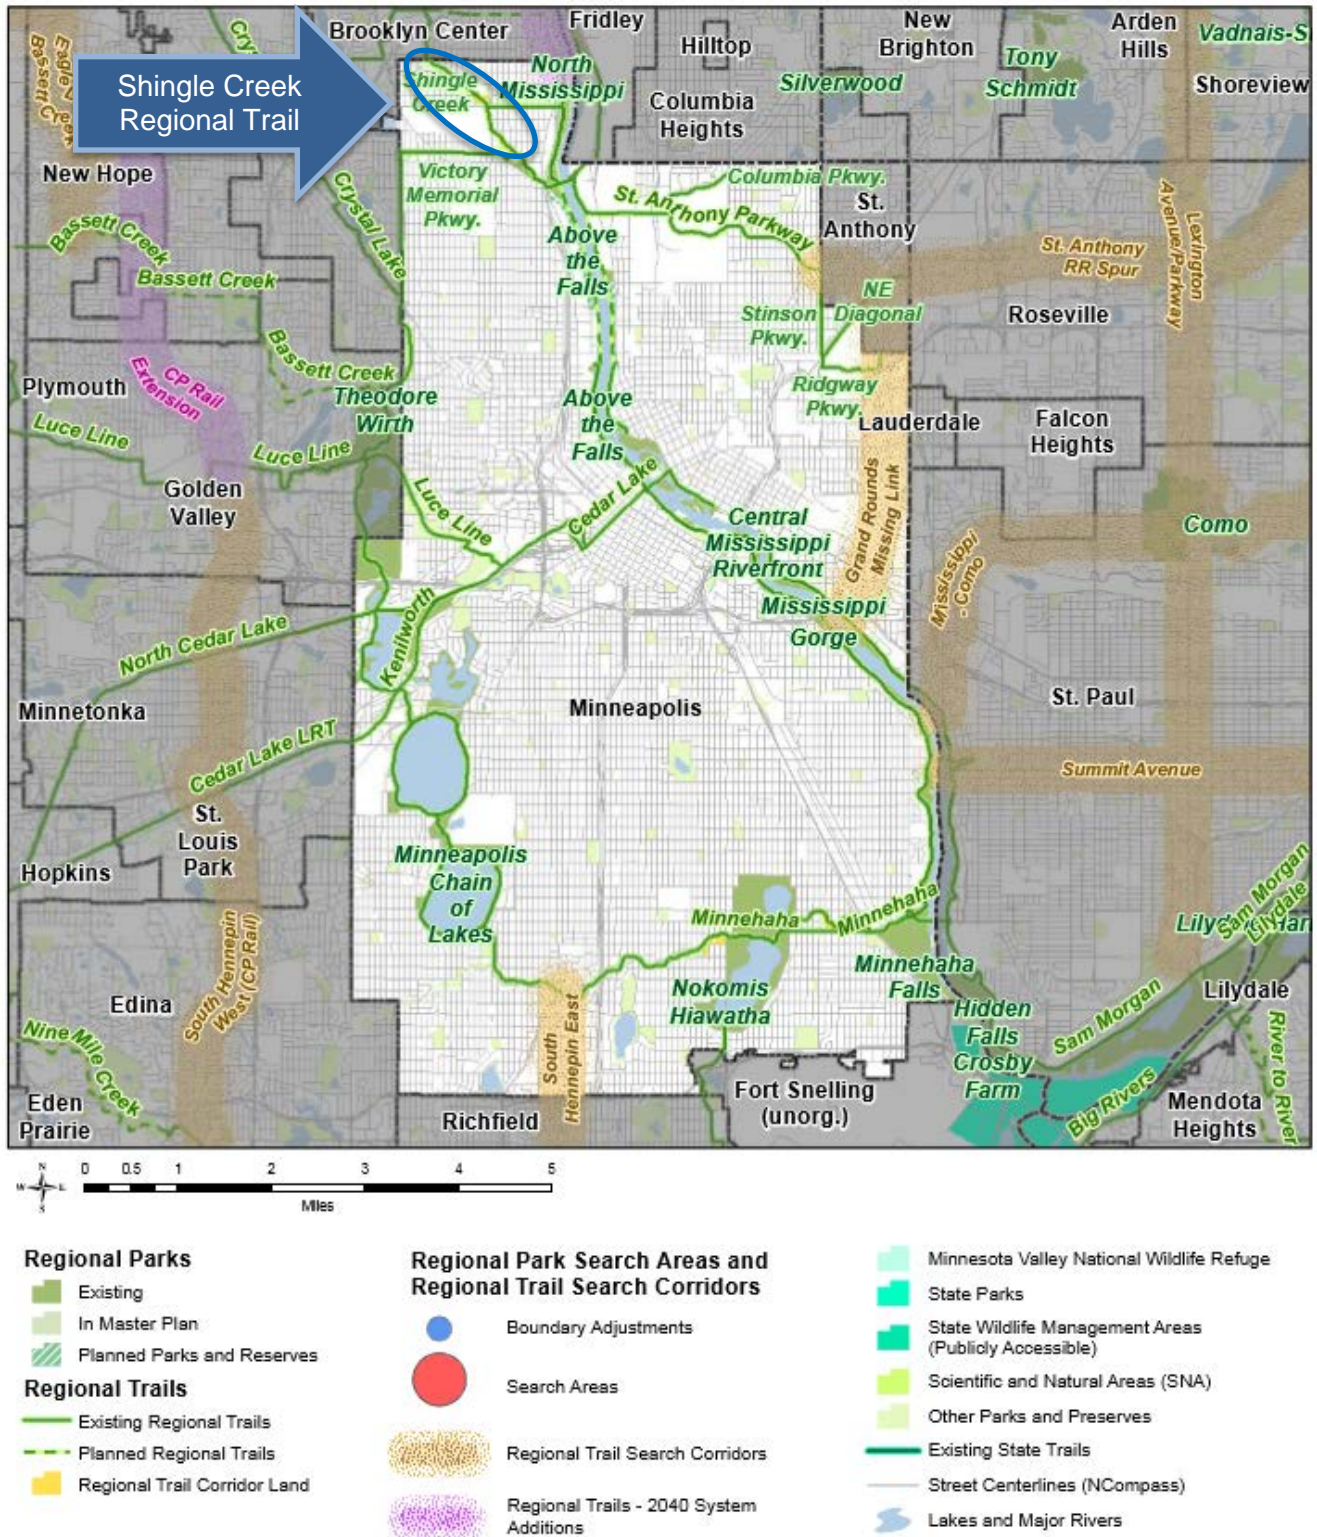 Brooklyn Center
Fridley
Hilltop
New
Brighton
Arden
Hills
Vadnais-S
Shoreview
Tony
Schmidt
Silverwood
Columbia
Heights
North
Mississippi
Shingle
Creek
Shingle Creek
Regional Trail
Cry
Eagle
Bassett Creek
New Hope
Crystal Lake
Victory
Memorial
Pkwy.
Columbia Pkwy.
St. Anthony Parkway
St.
Anthony
St. Anthony
RR Spur
Lexington
Avenue/Parkway
Bassett Creek
Bassett Creek
Bassett Creek
Above
the
Falls
Stinson
Pkwy.
NE
Diagonal
Roseville
Plymouth
CP Rail
Extension
Theodore
Wirth
Above
the
Falls
Ridgway
Pkwy.
Lauderdale
Falcon
Heights
Luce Line
Luce Line
Luce Line
Golden
Valley
Cedar Lake
Central
Mississippi
Riverfront
Grand Rounds
Missing Link
Como
Mississippi
- Como
Mississippi
Gorge
North Cedar Lake
Kenilworth
Minnetonka
Minneapolis
St. Paul
Cedar Lake LRT
Summit Avenue
St.
Louis
Park
Hopkins
Minneapolis
Chain
of
Lakes
Minnehaha
Minnehaha
Sam Morgan
Lilydale
South Hennepin
West (CP Rail)
Minnehaha
Falls
Nokomis
Hiawatha
Edina
Lilydale
Nine Mile Creek
South
Hennepin East
Hidden
Falls
Crosby
Farm
Sam Morgan
River to River
Eden
Prairie
Richfield
Fort Snelling
(unorg.)
Big Rivers
Mendota
Heights
N
W E
S
0 0.5 1 2 3 4 5
Miles
Regional Parks
Existing
In Master Plan
Planned Parks and Reserves
Regional Trails
Existing Regional Trails
Planned Regional Trails
Regional Trail Corridor Land
Regional Park Search Areas and
Regional Trail Search Corridors
Boundary Adjustments
Search Areas
Regional Trail Search Corridors
Regional Trails - 2040 System
Additions
Minnesota Valley National Wildlife Refuge
State Parks
State Wildlife Management Areas
(Publicly Accessible)
Scientific and Natural Areas (SNA)
Other Parks and Preserves
Existing State Trails
Street Centerlines (NCompass)
Lakes and Major Rivers